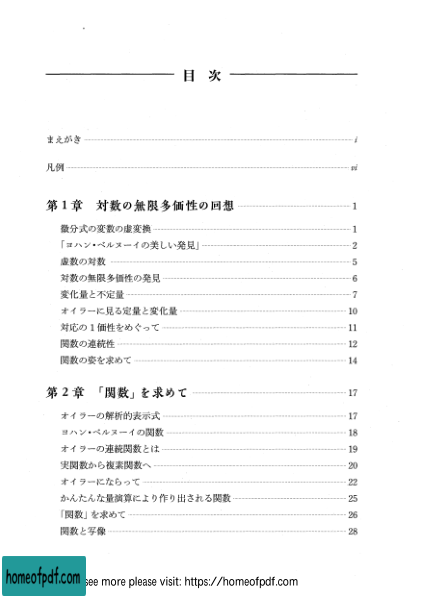 目 次
まえがき i
凡例 vi
第1章 対数の無限多価性の回想 1
微分式の変数の虚変換 1
「ヨハン・ベルヌーイの美しい発見」 2
虚数の対数 5
対数の無限多価性の発見 6
変化量と不定量 7
オイラーに見る定量と変化量 10
対応の1価性をめぐって 11
関数の連続性 12
関数の姿を求めて 14
第2章 「関数」を求めて 17
オイラーの解析的表示式 17
ヨハン・ベルヌーイの関数 18
オイラーの連続関数とは 19
実関数から複素関数へ 20
オイラーにならって 22
かんたんな量演算により作り出される関数 25
「関数」を求めて 26
関数と写像 28
homeofpdf.com see more please visit: https://homeofpdf.com